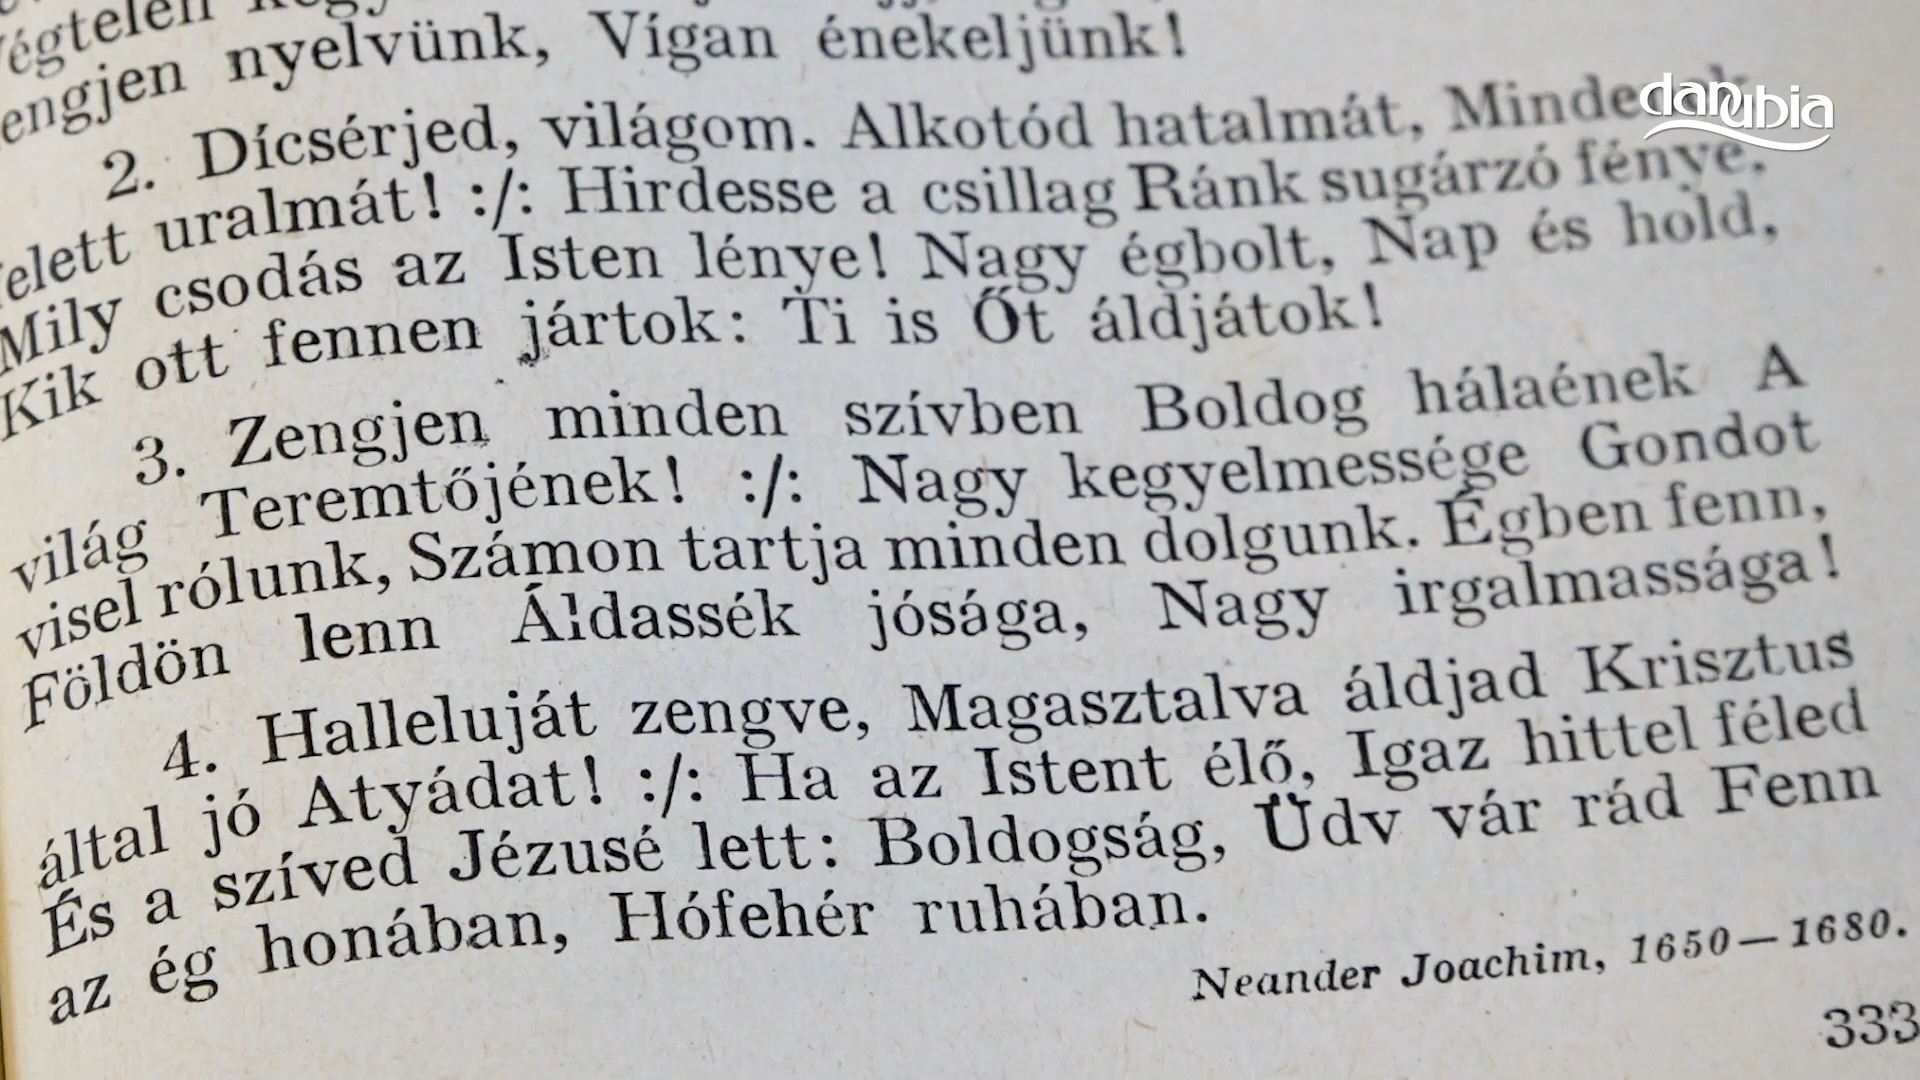 Végtelen
zengjen nyelvünk, Vígan énekeljünk!
2. Dícsérjed, világom. Alkotód hatalmát, Mindenek
felett uralmát! :/: Hirdesse a csillag Ránk sugárzó fénye.
Mily csodás az Isten lénye! Nagy égbolt, Nap és hold,
Kik ott fennen jártok: Ti is Őt áldjátok!
3. Zengjen minden szívben Boldog hálaének A
világ Teremtőjének! :/: Nagy kegyelmessége Gondot
visel rólunk, Számon tartja minden dolgunk. Égben fenn,
Földön lenn Áldassék jósága, Nagy irgalmassága!
4. Halleluját zengve, Magasztalva áldjad Krisztus
által jó Atyádat! :/: Ha az Istent élő, Igaz hittel féled
És a szíved Jézusé lett: Boldogság, Üdv vár rád Fenn
az ég honában, Hófehér ruhában.
Neander Joachim, 1650—1680.
333
danubia